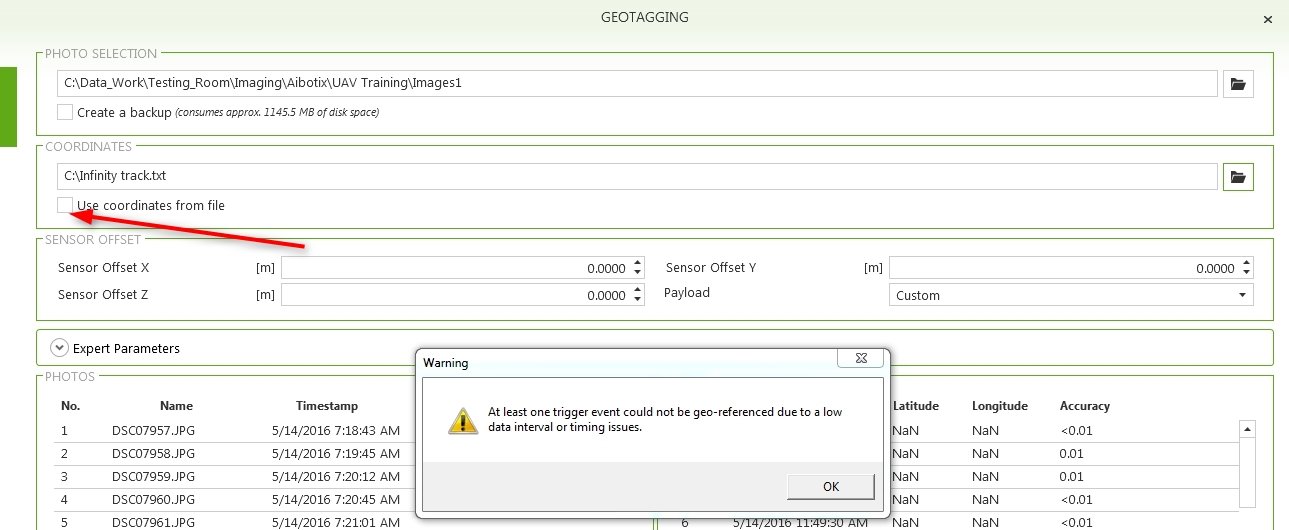 GEOTAGGING
PHOTO SELECTION
C:\Data_Work\Testing_Room\Imaging\Aibotix\UAV Training\Images1
Create a backup (consumes approx. 1145.5 MB of disk space)
COORDINATES
C:\Infinity track.txt
Use coordinates from file
SENSOR OFFSET
Sensor Offset X [m] 0.0000 Sensor Offset Y [m] 0.0000
Sensor Offset Z [m] 0.0000 Payload Custom
Expert Parameters
Warning
At least one trigger event could not be geo-referenced due to a low
data interval or timing issues.
OK
PHOTOS
No. Name Timestamp Latitude Longitude Accuracy
1 DSC07957.JPG 5/14/2016 7:18:43 AM NaN NaN <0.01
2 DSC07958.JPG 5/14/2016 7:19:45 AM NaN NaN 0.01
3 DSC07959.JPG 5/14/2016 7:20:12 AM NaN NaN 0.01
4 DSC07960.JPG 5/14/2016 7:20:45 AM NaN NaN <0.01
5 DSC07961.JPG 5/14/2016 7:21:01 AM 6 5/14/2016 11:49:30 AM NaN NaN <0.01